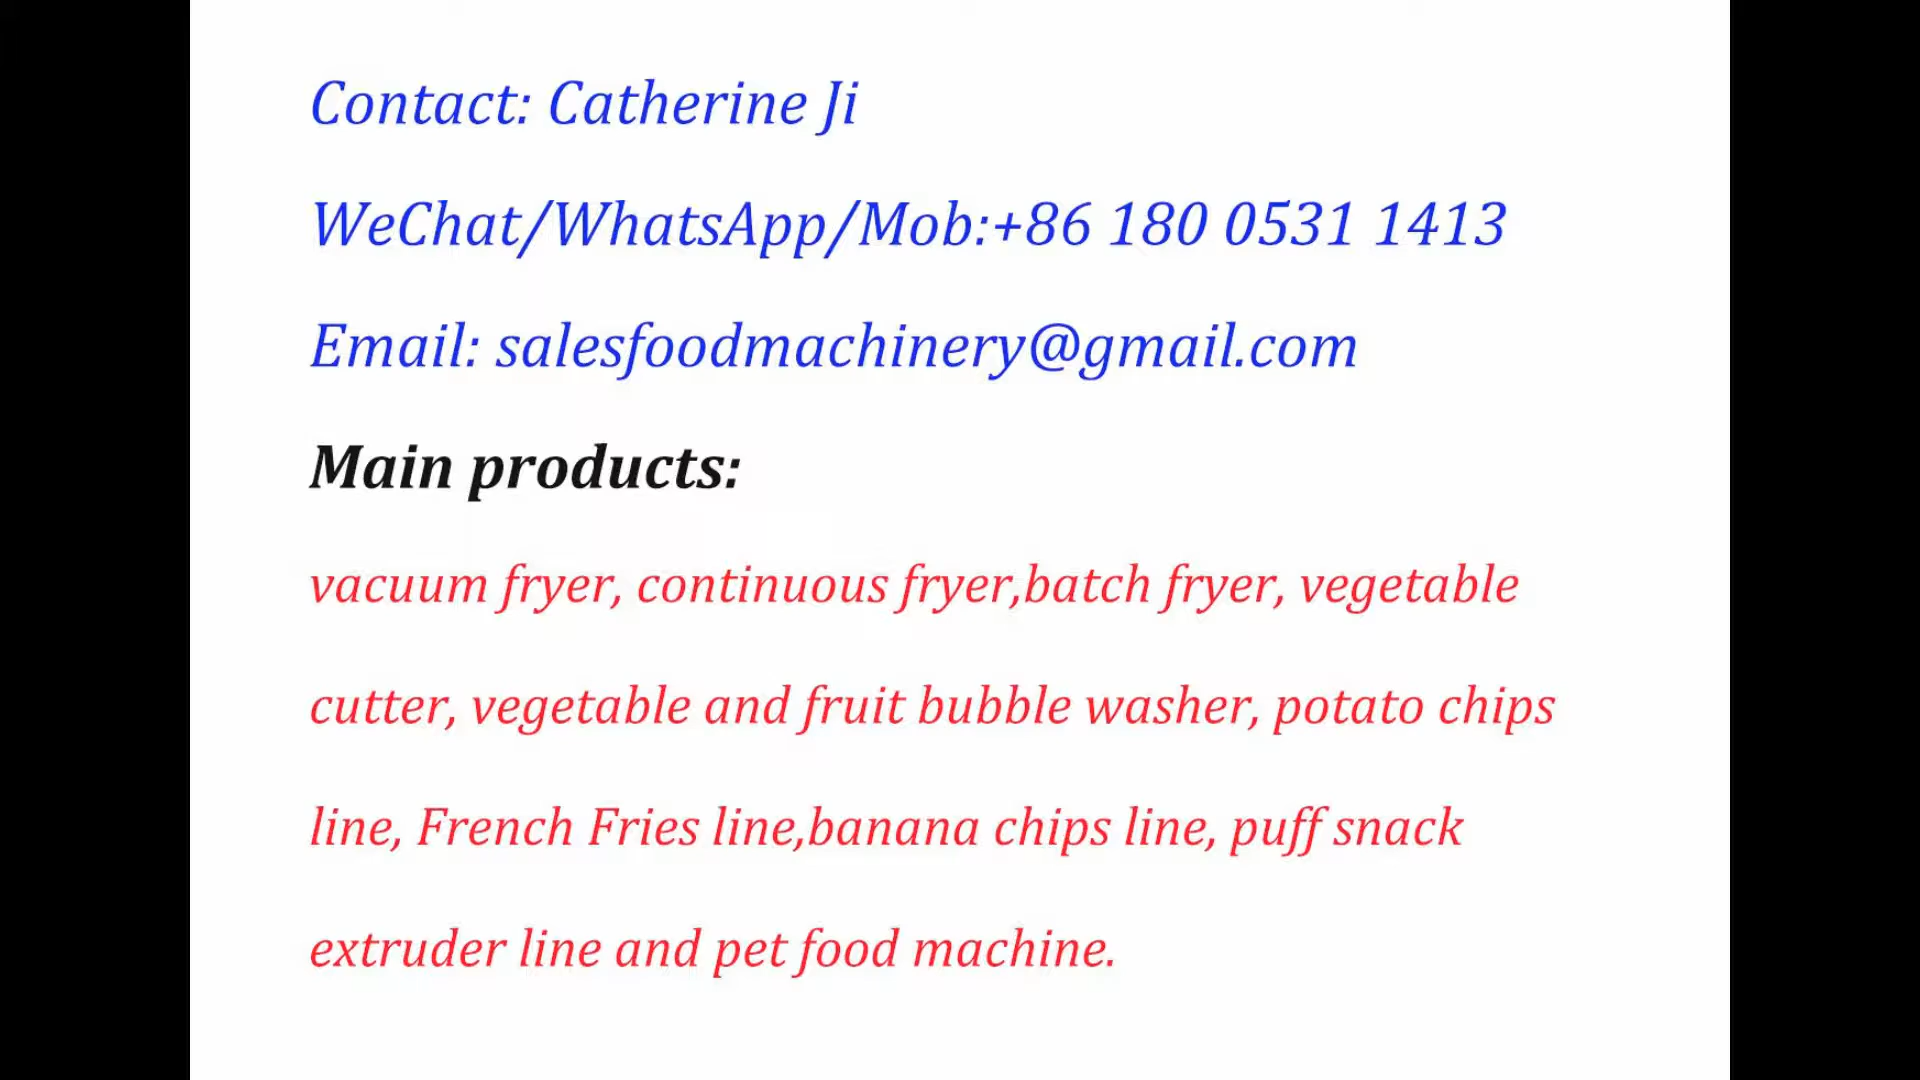 Contact: Catherine Ji
WeChat/WhatsApp/Mob:+86 180 0531 1413
Email: salesfoodmachinery@gmail.com
Main products:
vacuum fryer, continuous fryer,batch fryer, vegetable
cutter, vegetable and fruit bubble washer, potato chips
line, French Fries line,banana chips line, puff snack
extruder line and pet food machine.